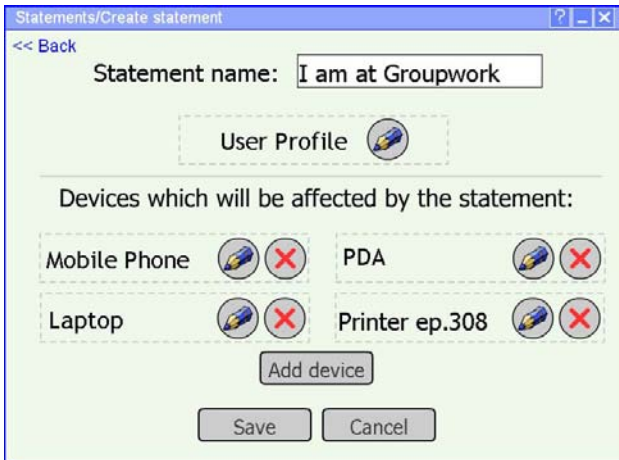 Statements/Create statement
<< Back
Statement name: I am at Groupwork
User Profile
Devices which will be affected by the statement:
Mobile Phone PDA
Laptop Printer ep.308
Add device
Save Cancel